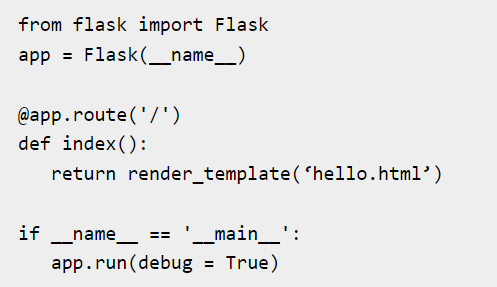 from flask import Flask
app = Flask(__name__)
@app.route('/')
def index():
return render_template(‘hello.html’)
if __name__ == '__main__':
app.run(debug = True)